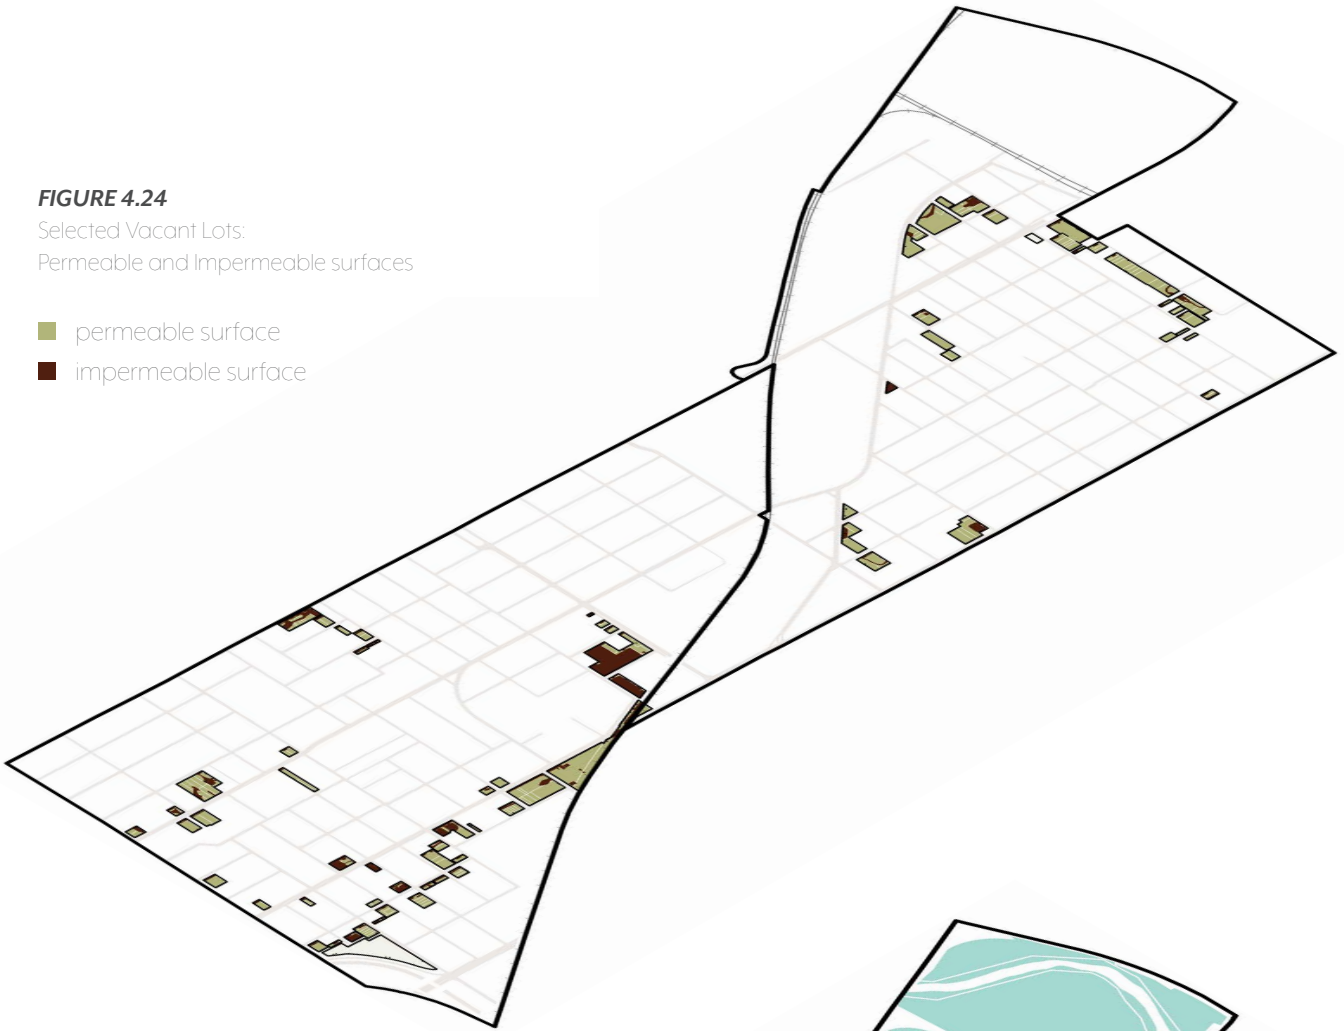 FIGURE 4.24
Selected Vacant Lots:
Permeable and Impermeable surfaces
permeable surface
impermeable surface